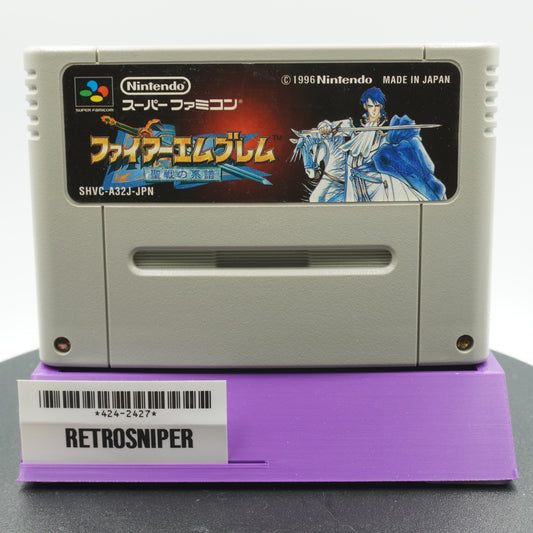 SUPER FAMICOM
Nintendo
スーパーファミコン
©1996 Nintendo
MADE IN JAPAN
ファイアーエムブレム™
聖戦の系譜
SHVC-A32J-JPN
*424-2427*
RETROSNIPER